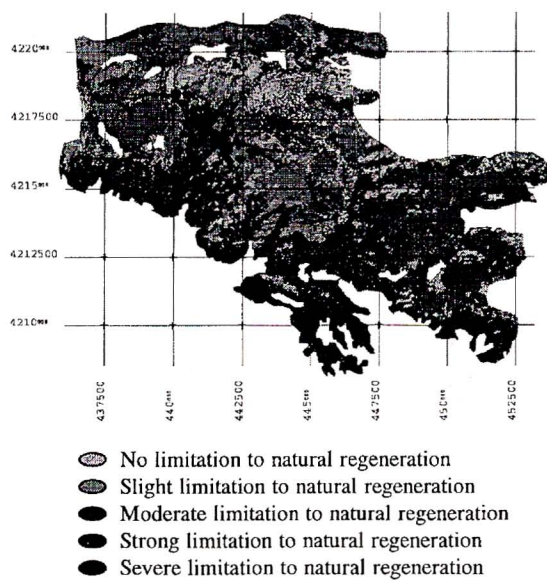 4220⁰⁰⁰
4217500
4215⁰⁰⁰
4212500
4210⁰⁰⁰
437500
440⁰⁰⁰
442500
445⁰⁰⁰
447500
450⁰⁰⁰
452500
No limitation to natural regeneration
Slight limitation to natural regeneration
Moderate limitation to natural regeneration
Strong limitation to natural regeneration
Severe limitation to natural regeneration